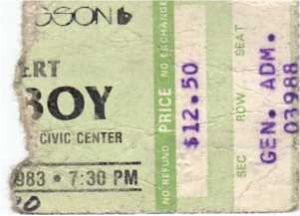 GSON
ERT
BOY
CIVIC CENTER
1983 • 7:30 PM
NO REFUND
NO EXCHANGE
PRICE
$12.50
SEC
ROW
SEAT
GEN. ADM.
03988